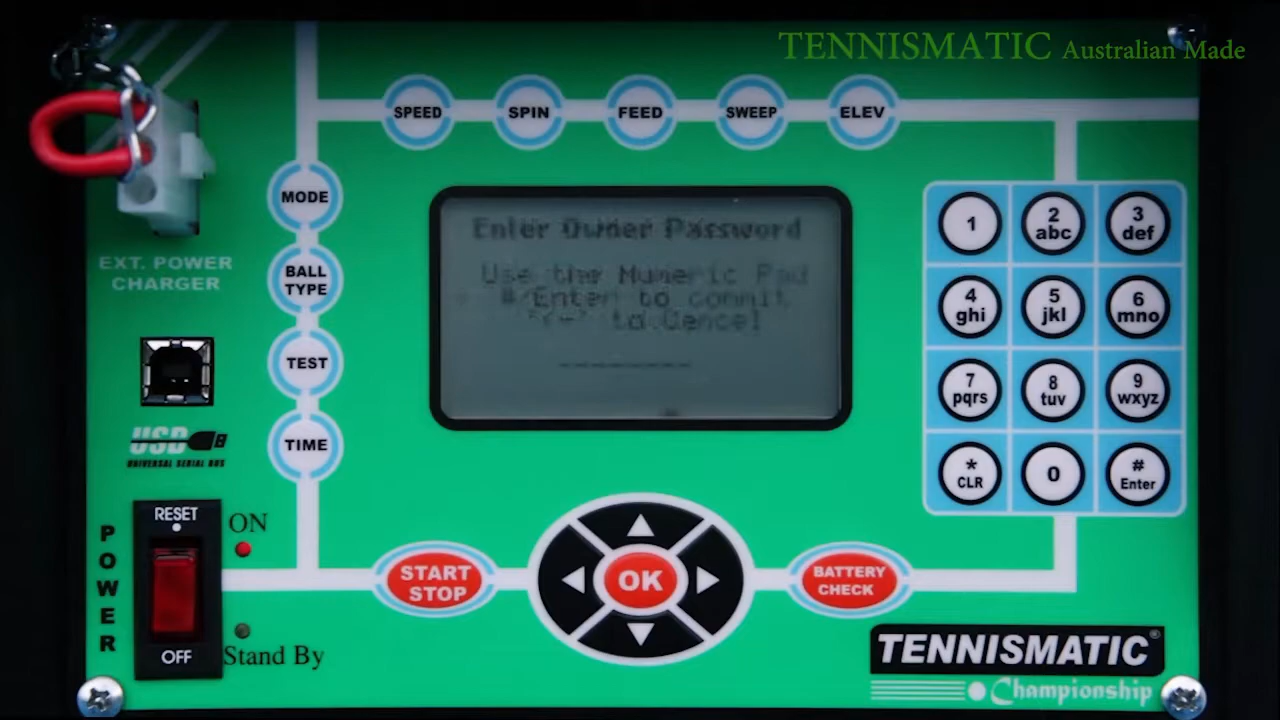 TENNISMATIC Australian Made
SPEED
SPIN
FEED
SWEEP
ELEV
MODE
BALL
TYPE
TEST
TIME
EXT. POWER
CHARGER
USB
UNIVERSAL SERIAL BUS
Enter Owner Password
Use the Numeric Pad
#/Enter to commit
"<-" to Cancel
1
2
abc
3
def
4
ghi
5
jkl
6
mno
7
pqrs
8
tuv
9
wxyz
*
CLR
0
#
Enter
POWER
RESET
ON
OFF
Stand By
START
STOP
OK
BATTERY
CHECK
TENNISMATIC®
Championship